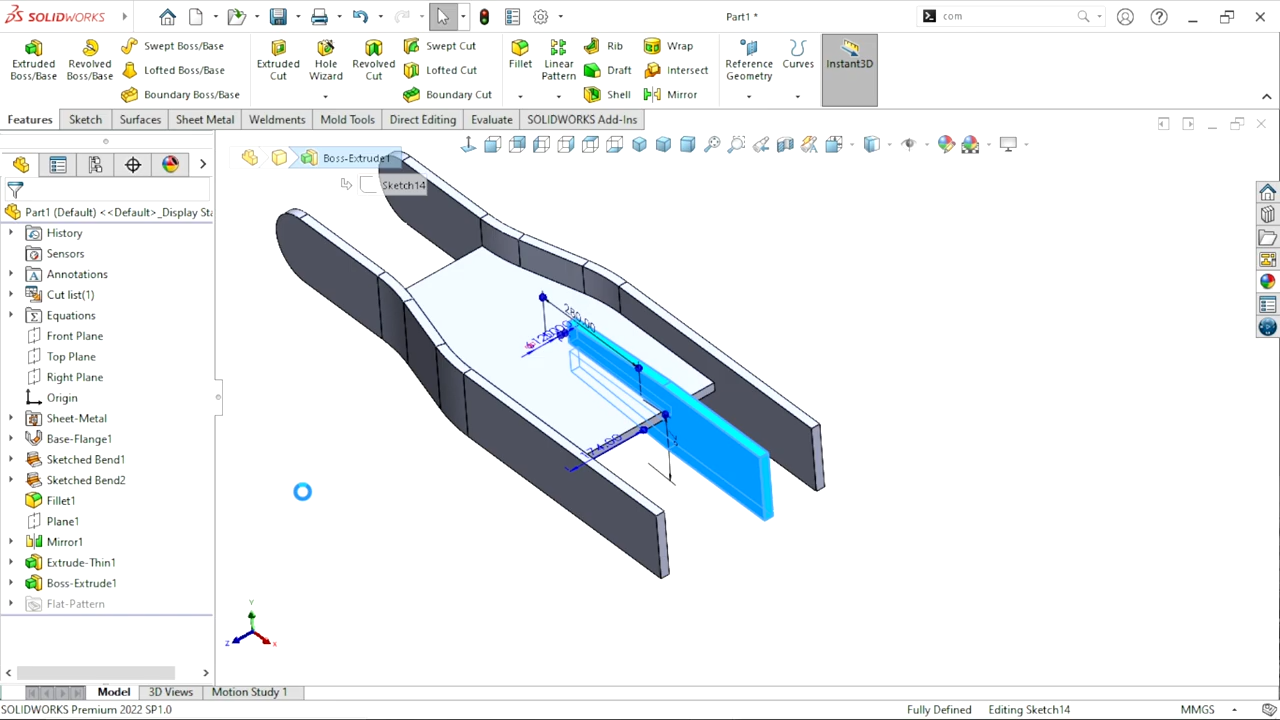 SOLIDWORKS
Part1 *
com
Extruded Boss/Base
Revolved Boss/Base
Swept Boss/Base
Lofted Boss/Base
Boundary Boss/Base
Extruded Cut
Hole Wizard
Revolved Cut
Swept Cut
Lofted Cut
Boundary Cut
Fillet
Linear Pattern
Rib
Draft
Shell
Wrap
Intersect
Mirror
Reference Geometry
Curves
Instant3D
Features
Sketch
Surfaces
Sheet Metal
Weldments
Mold Tools
Direct Editing
Evaluate
SOLIDWORKS Add-Ins
Boss-Extrude1
Sketch14
Part1 (Default) <<Default>_Display Sta
History
Sensors
Annotations
Cut list(1)
Equations
Front Plane
Top Plane
Right Plane
Origin
Sheet-Metal
Base-Flange1
Sketched Bend1
Sketched Bend2
Fillet1
Plane1
Mirror1
Extrude-Thin1
Boss-Extrude1
Flat-Pattern
280.00
Y
Z
X
Model
3D Views
Motion Study 1
SOLIDWORKS Premium 2022 SP1.0
Fully Defined
Editing Sketch14
MMGS